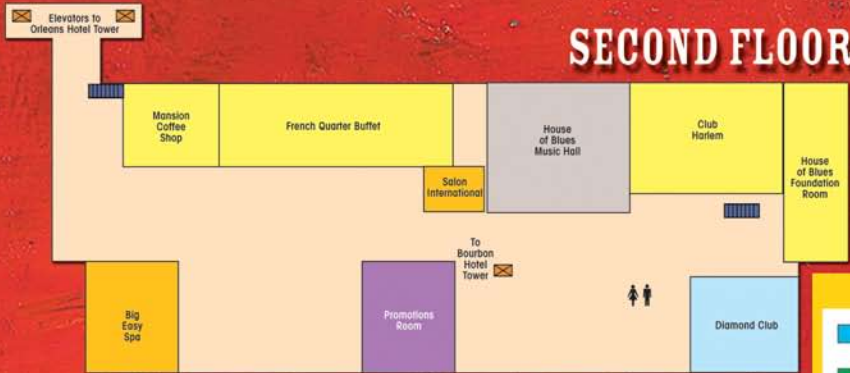 Elevators to
Orleans Hotel Tower
SECOND FLOOR
Mansion
Coffee
Shop
French Quarter Buffet
House
of Blues
Music Hall
Club
Harlem
House
of Blues
Foundation
Room
Salon
International
To
Bourbon
Hotel
Tower
Big
Easy
Spa
Promotions
Room
Diamond Club